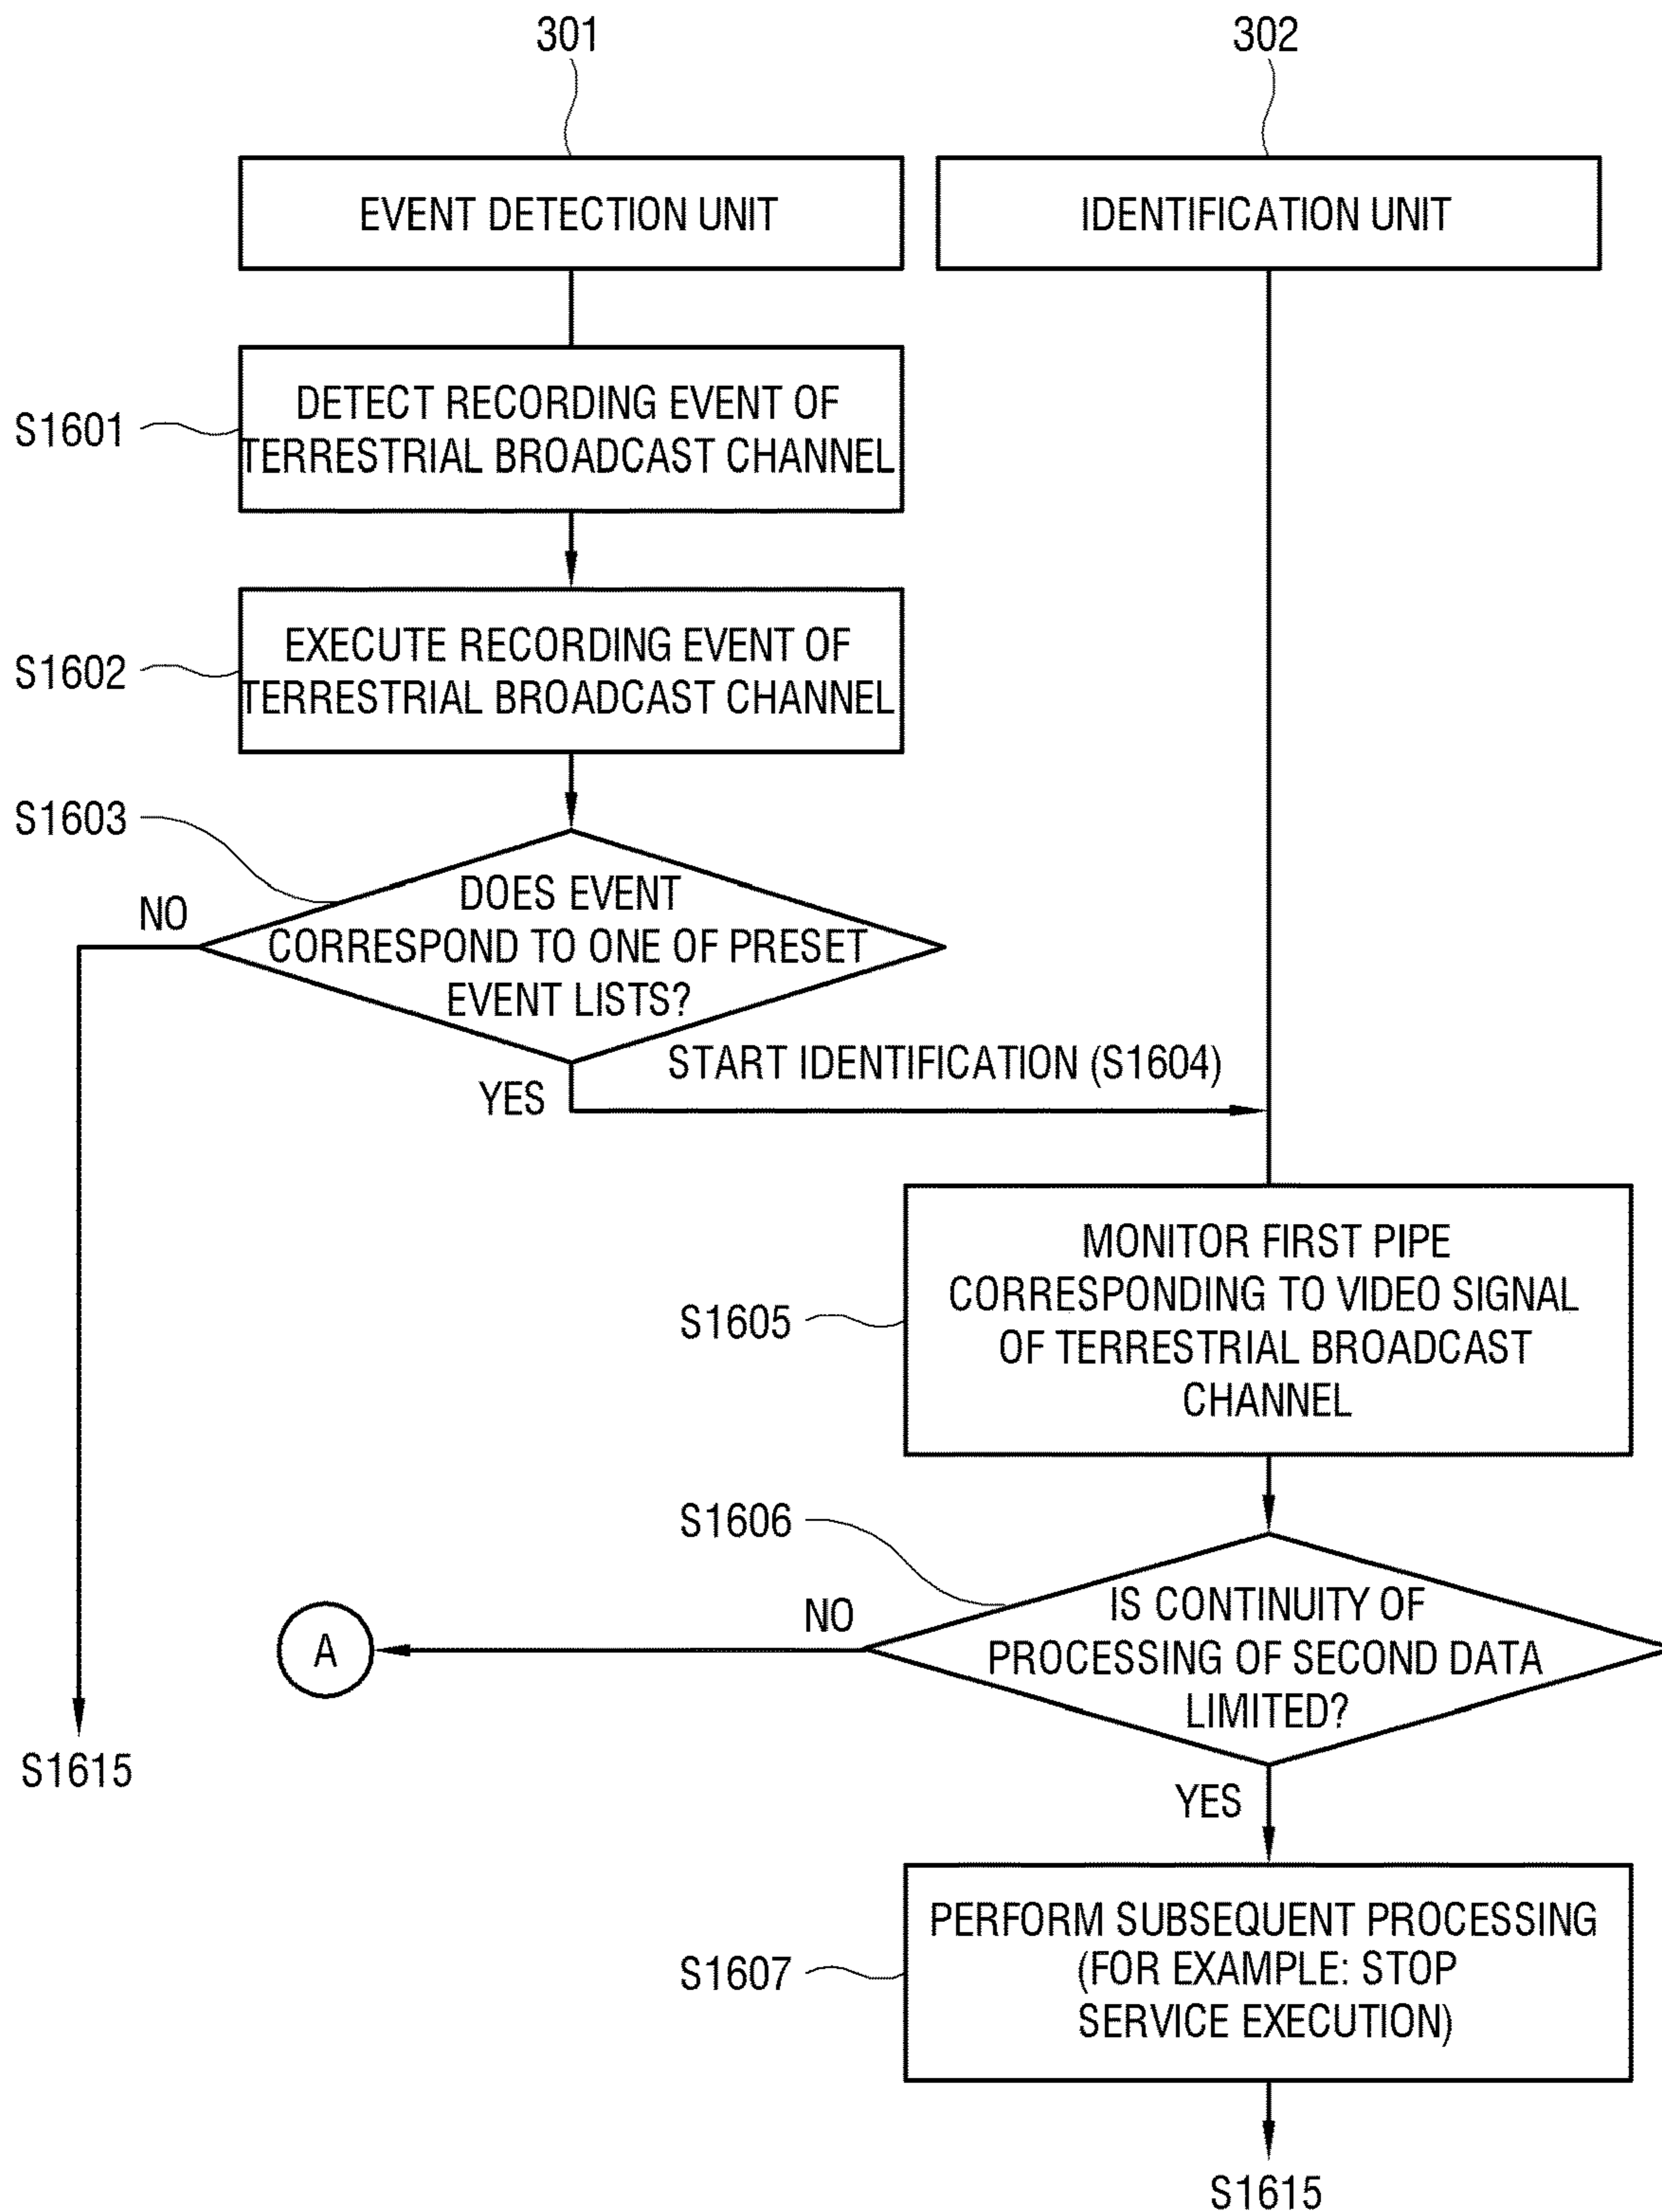 301
302
EVENT DETECTION UNIT
IDENTIFICATION UNIT
S1601
DETECT RECORDING EVENT OF
TERRESTRIAL BROADCAST CHANNEL
S1602
EXECUTE RECORDING EVENT OF
TERRESTRIAL BROADCAST CHANNEL
S1603
NO
DOES EVENT
CORRESPOND TO ONE OF PRESET
EVENT LISTS?
YES
START IDENTIFICATION (S1604)
S1605
MONITOR FIRST PIPE
CORRESPONDING TO VIDEO SIGNAL
OF TERRESTRIAL BROADCAST
CHANNEL
S1606
NO
IS CONTINUITY OF
PROCESSING OF SECOND DATA
LIMITED?
A
S1615
YES
S1607
PERFORM SUBSEQUENT PROCESSING
(FOR EXAMPLE: STOP
SERVICE EXECUTION)
S1615